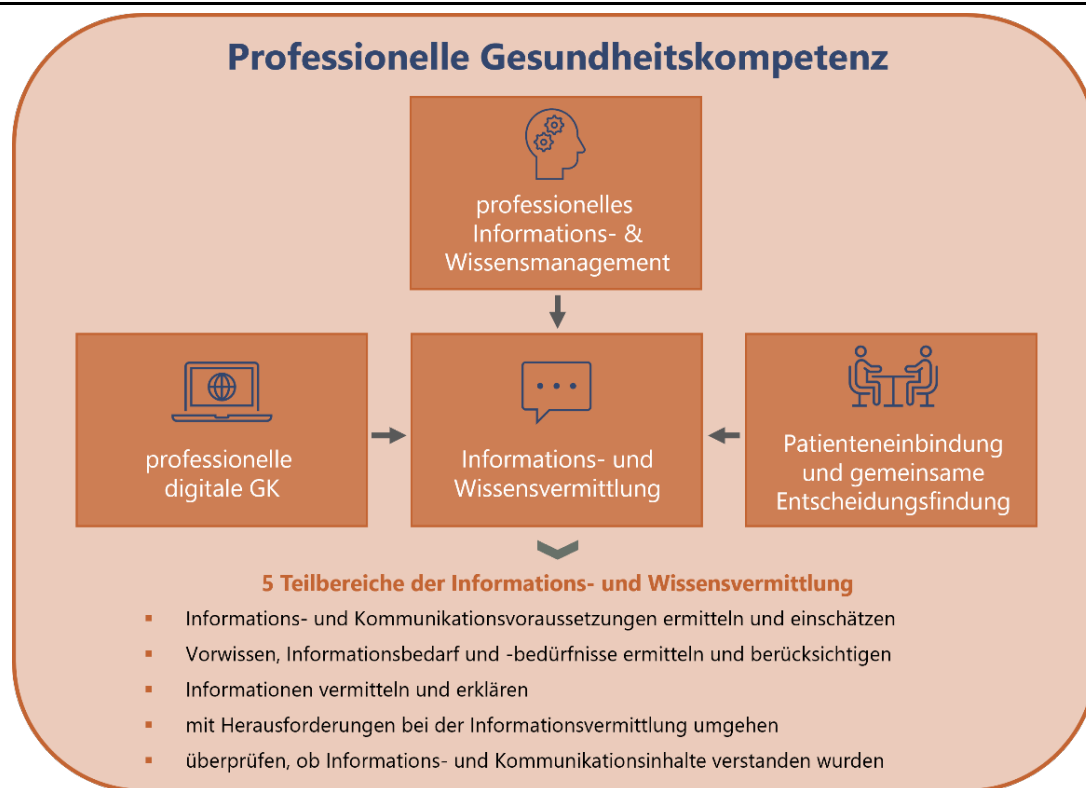 Professionelle Gesundheitskompetenz
professionelles
Informations- &
Wissensmanagement
professionelle
digitale GK
Informations- und
Wissensvermittlung
Patienteneinbindung
und gemeinsame
Entscheidungsfindung
5 Teilbereiche der Informations- und Wissensvermittlung
Informations- und Kommunikationsvoraussetzungen ermitteln und einschätzen
Vorwissen, Informationsbedarf und -bedürfnisse ermitteln und berücksichtigen
Informationen vermitteln und erklären
mit Herausforderungen bei der Informationsvermittlung umgehen
überprüfen, ob Informations- und Kommunikationsinhalte verstanden wurden